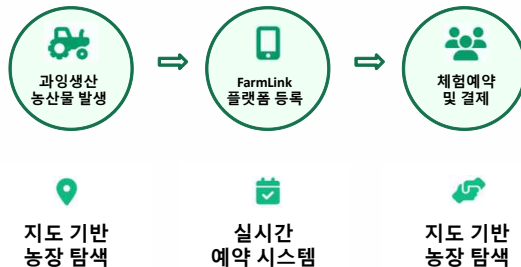 과잉생산
농산물 발생
FarmLink
플랫폼 등록
체험예약
및 결제
지도 기반
농장 탐색
실시간
예약 시스템
지도 기반
농장 탐색